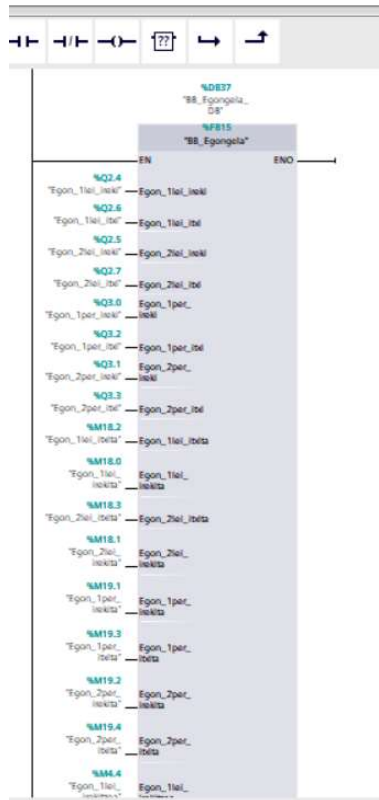 ??
%DB37
"BB_Egongela_
DB"
%FB15
"BB_Egongela"
EN ENO
%Q2.4
"Egon_1lei_ireki" Egon_1lei_ireki
%Q2.6
"Egon_1lei_itxi" Egon_1lei_itxi
%Q2.5
"Egon_2lei_ireki" Egon_2lei_ireki
%Q2.7
"Egon_2lei_itxi" Egon_2lei_itxi
%Q3.0
"Egon_1per_ireki" Egon_1per_
ireki
%Q3.2
"Egon_1per_itxi" Egon_1per_itxi
%Q3.1
"Egon_2per_ireki" Egon_2per_
ireki
%Q3.3
"Egon_2per_itxi" Egon_2per_itxi
%M18.2
"Egon_1lei_itxita" Egon_1lei_itxita
%M18.0
"Egon_1lei_ Egon_1lei_
irekita" irekita
%M18.3
"Egon_2lei_itxita" Egon_2lei_itxita
%M18.1
"Egon_2lei_ Egon_2lei_
irekita" irekita
%M19.1
"Egon_1per_ Egon_1per_
irekita" irekita
%M19.3
"Egon_1per_ Egon_1per_
itxita" itxita
%M19.2
"Egon_2per_ Egon_2per_
irekita" irekita
%M19.4
"Egon_2per_ Egon_2per_
itxita" itxita
%M4.4
"Egon_1lei_ Egon_1lei_